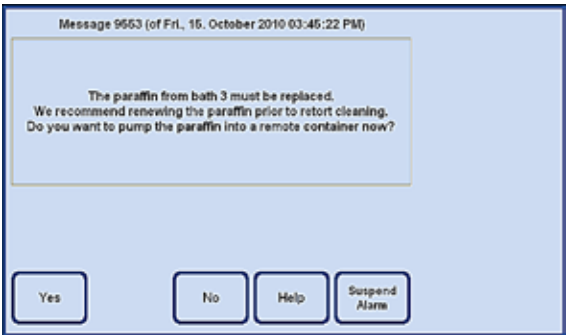 Message 9553 (of Fri., 15. October 2010 03:45:22 PM)
The paraffin from bath 3 must be replaced.
We recommend renewing the paraffin prior to retort cleaning.
Do you want to pump the paraffin into a remote container now?
Yes
No
Help
Suspend
Alarm